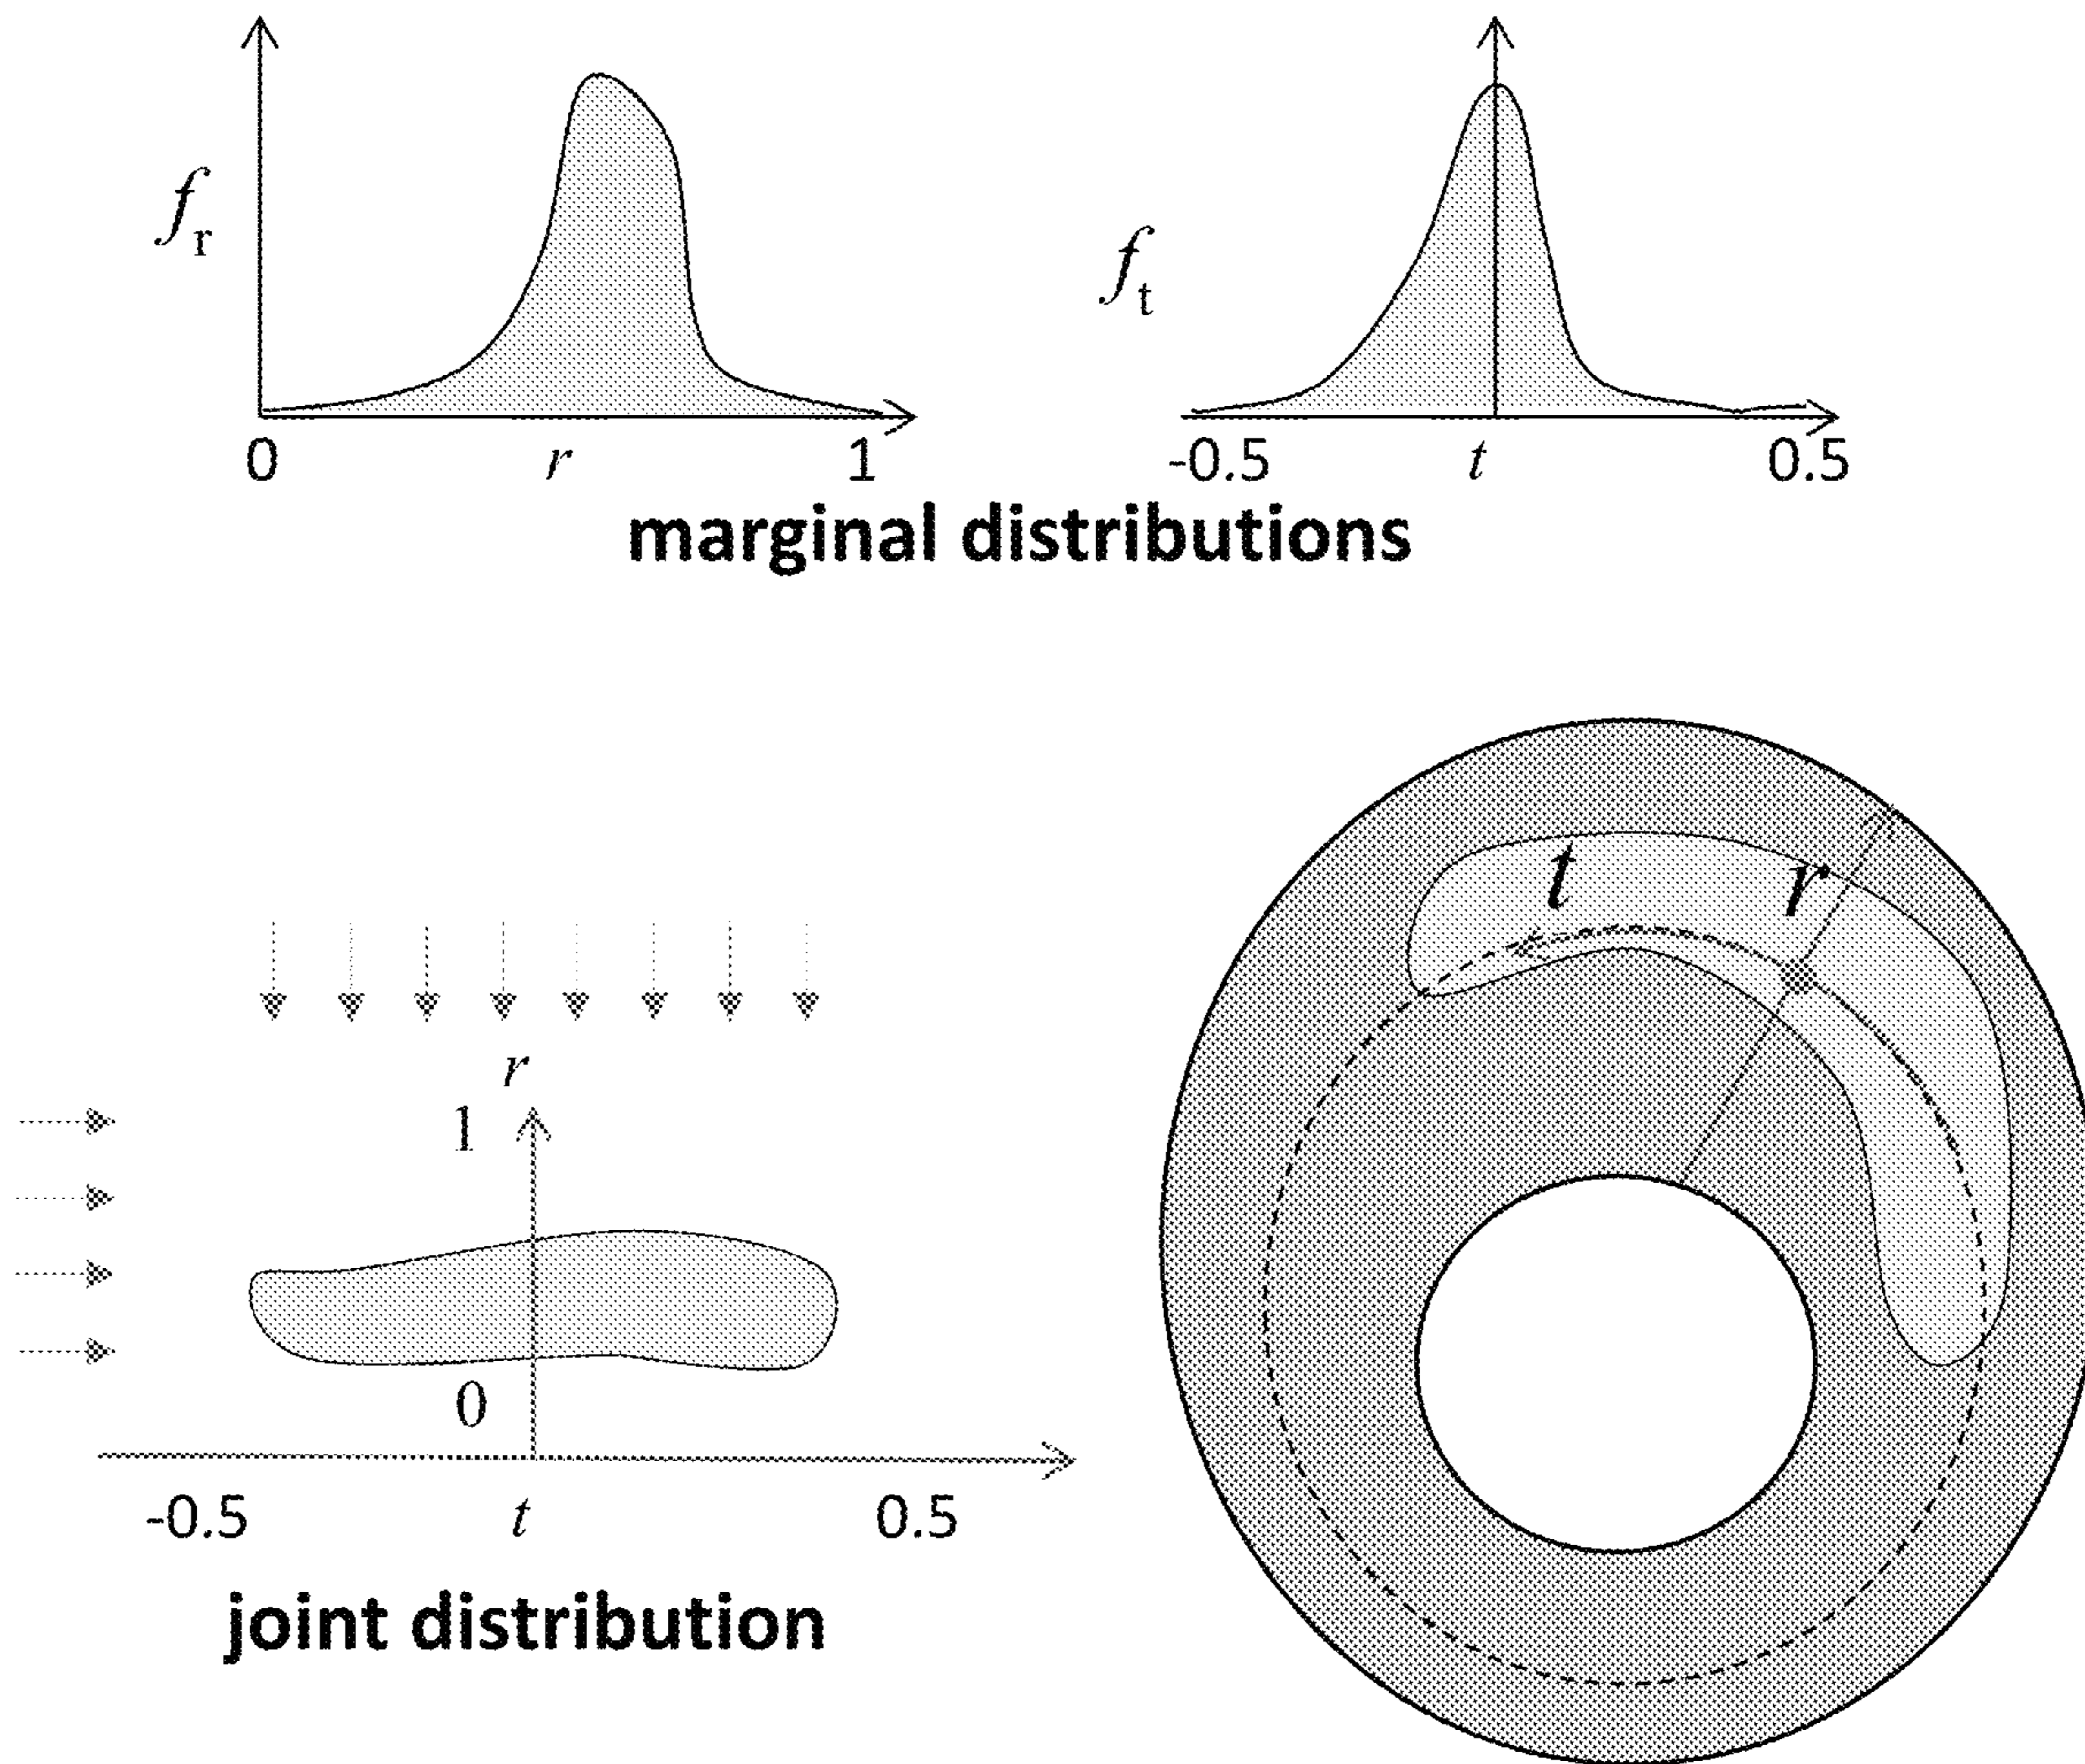 f_r
0 r 1
f_t
-0.5 t 0.5
marginal distributions
t
r
r
1
0
-0.5 t 0.5
joint distribution